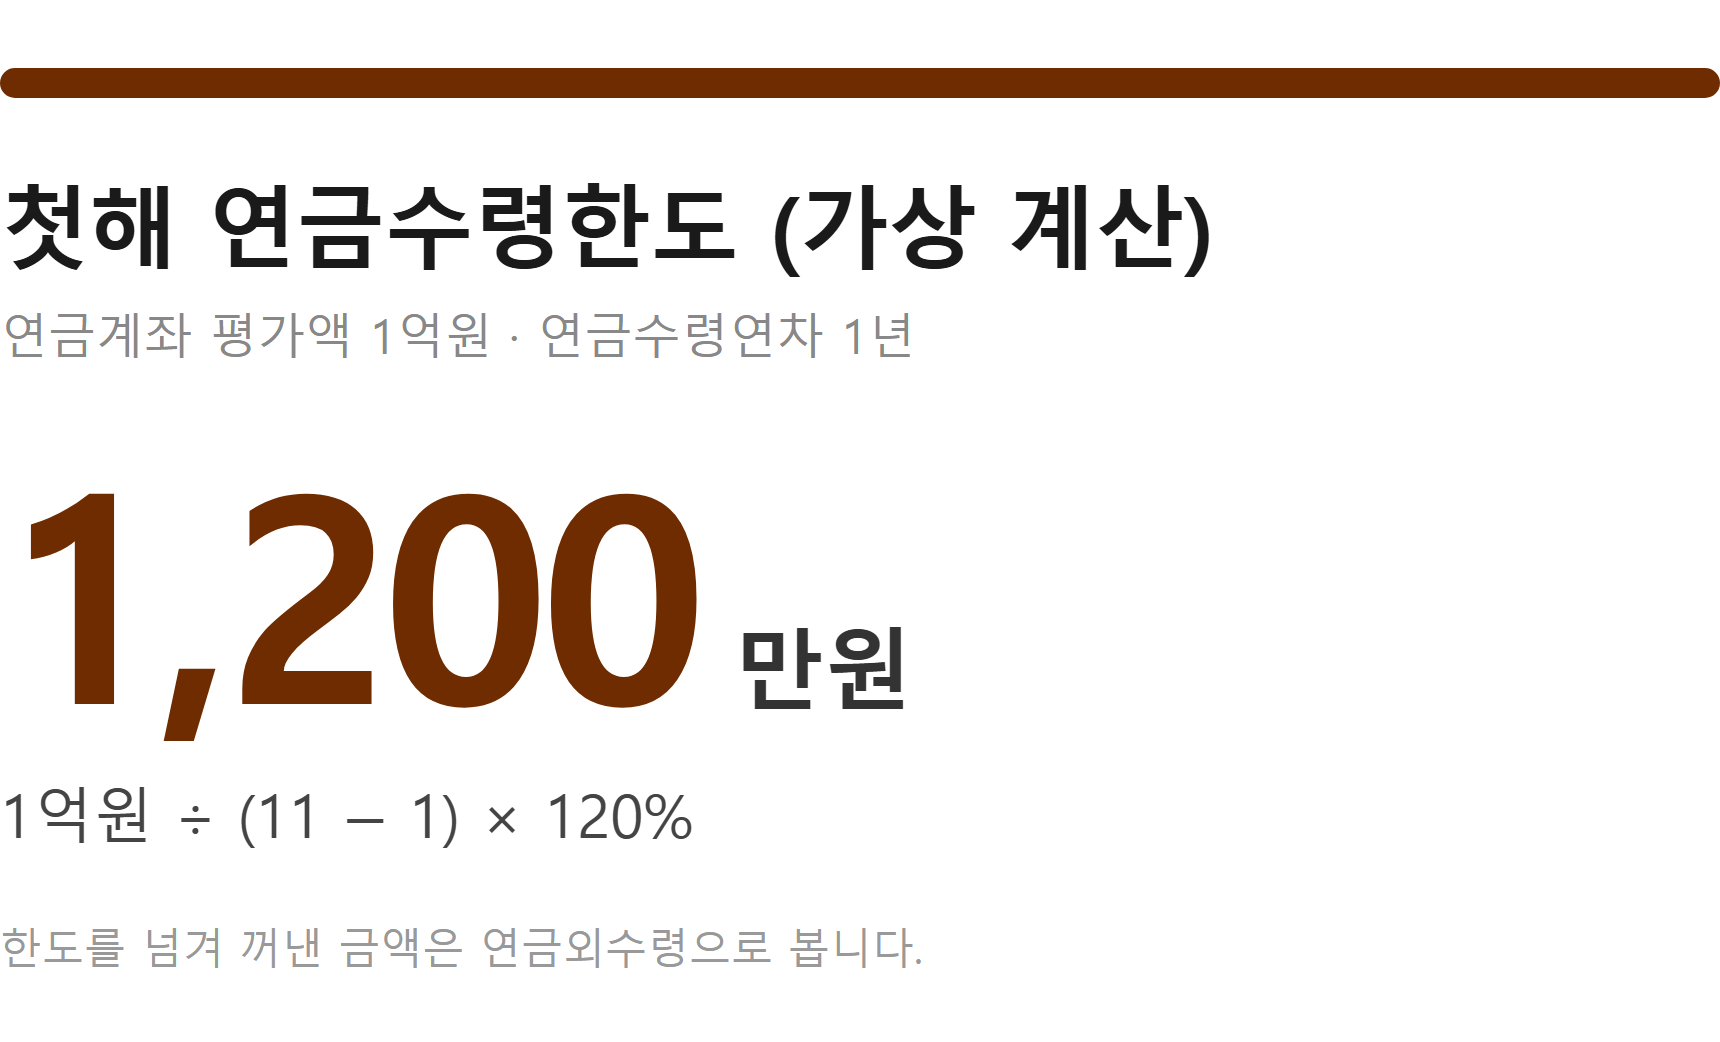 첫해 연금수령한도 (가상 계산)
연금계좌 평가액 1억원 · 연금수령연차 1년
1,200 만원
1억원 ÷ (11 − 1) × 120%
한도를 넘겨 꺼낸 금액은 연금외수령으로 봅니다.